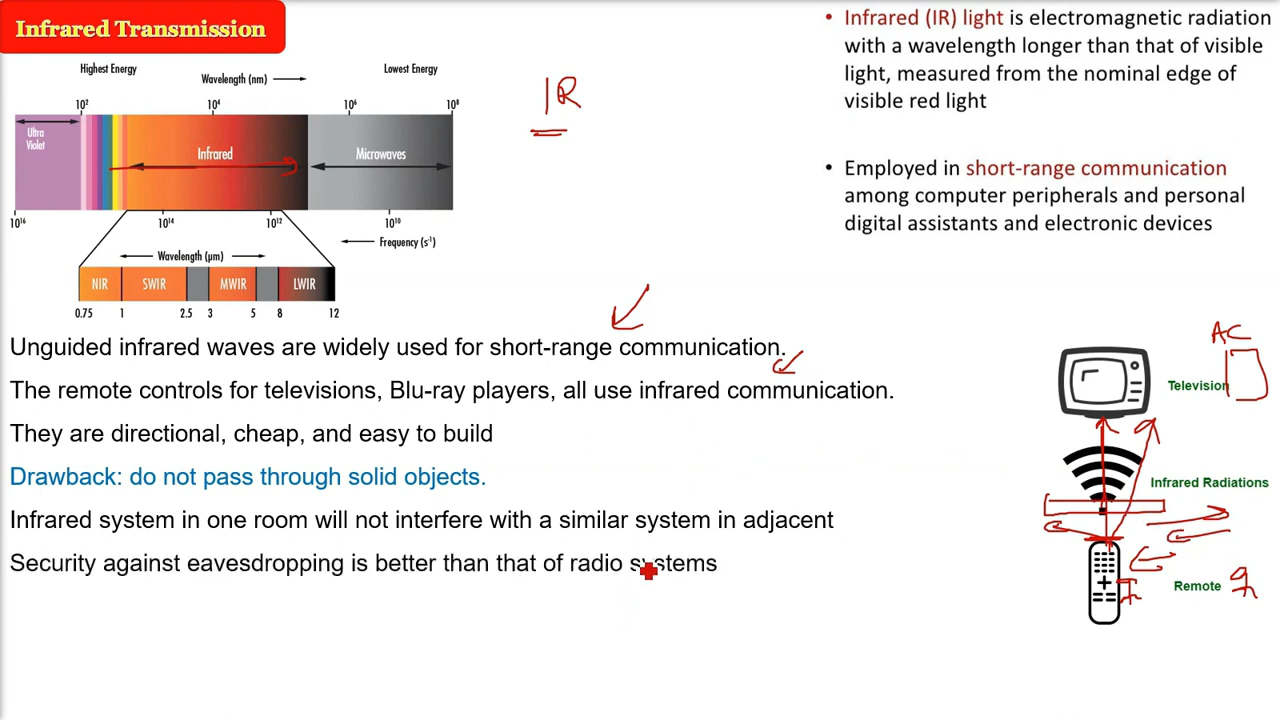 Infrared Transmission
Highest Energy
Wavelength (nm)
Lowest Energy
10²
10⁴
10⁶
10⁸
Ultra
Violet
Infrared
Microwaves
10¹⁶
10¹⁴
10¹²
10¹⁰
Frequency (s⁻¹)
Wavelength (μm)
NIR
SWIR
MWIR
LWIR
0.75
1
2.5
3
5
8
12
IR
• Infrared (IR) light is electromagnetic radiation
with a wavelength longer than that of visible
light, measured from the nominal edge of
visible red light
• Employed in short-range communication
among computer peripherals and personal
digital assistants and electronic devices
Unguided infrared waves are widely used for short-range communication.
The remote controls for televisions, Blu-ray players, all use infrared communication.
They are directional, cheap, and easy to build
Drawback: do not pass through solid objects.
Infrared system in one room will not interfere with a similar system in adjacent
Security against eavesdropping is better than that of radio systems
AC
Television
Infrared Radiations
Remote